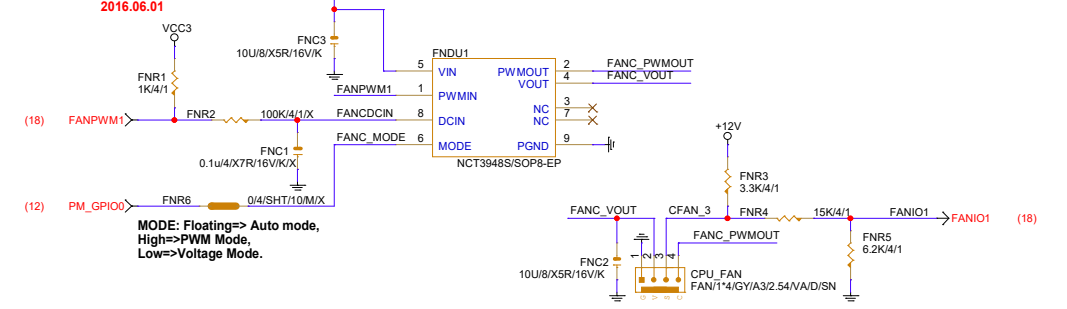 2016.06.01
VCC3
FNC3
10U/8/X5R/16V/K
FNDU1
FNR1
1K/4/1
5
VIN
PWMOUT
2
FANC_PWMOUT
VOUT
4
FANC_VOUT
FANPWM1
1
PWMIN
NC
3
(18)
FANPWM1
FNR2
100K/4/1/X
FANCDCIN
8
DCIN
NC
7
FANC_MODE
6
MODE
PGND
9
+12V
FNC1
0.1u/4/X7R/16V/K/X
NCT3948S/SOP8-EP
FNR3
3.3K/4/1
(12)
PM_GPIO0
FNR6
0/4/SHT/10/M/X
FANC_VOUT
CFAN_3
FNR4
15K/4/1
FANIO1
FANIO1
(18)
MODE: Floating=> Auto mode,
High=>PWM Mode,
Low=>Voltage Mode.
FANC_PWMOUT
FNR5
6.2K/4/1
FNC2
10U/8/X5R/16V/K
1
2
3
4
CPU_FAN
FAN/1*4/GY/A3/2.54/VA/D/SN
G
V
S
C